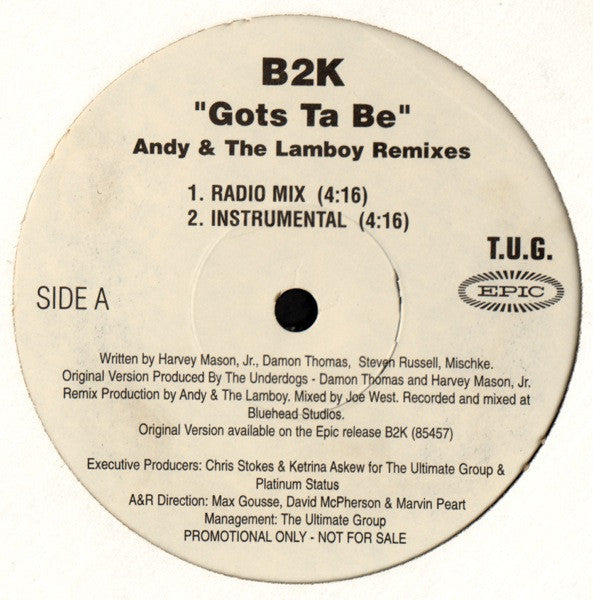 B2K
"Gots Ta Be"
Andy & The Lamboy Remixes
1. RADIO MIX (4:16)
2. INSTRUMENTAL (4:16)
T.U.G.
SIDE A
EPIC
Written by Harvey Mason, Jr., Damon Thomas, Steven Russell, Mischke.
Original Version Produced By The Underdogs - Damon Thomas and Harvey Mason, Jr.
Remix Production by Andy & The Lamboy. Mixed by Joe West. Recorded and mixed at
Bluehead Studios.
Original Version available on the Epic release B2K (85457)
Executive Producers: Chris Stokes & Ketrina Askew for The Ultimate Group &
Platinum Status
A&R Direction: Max Gousse, David McPherson & Marvin Peart
Management: The Ultimate Group
PROMOTIONAL ONLY - NOT FOR SALE